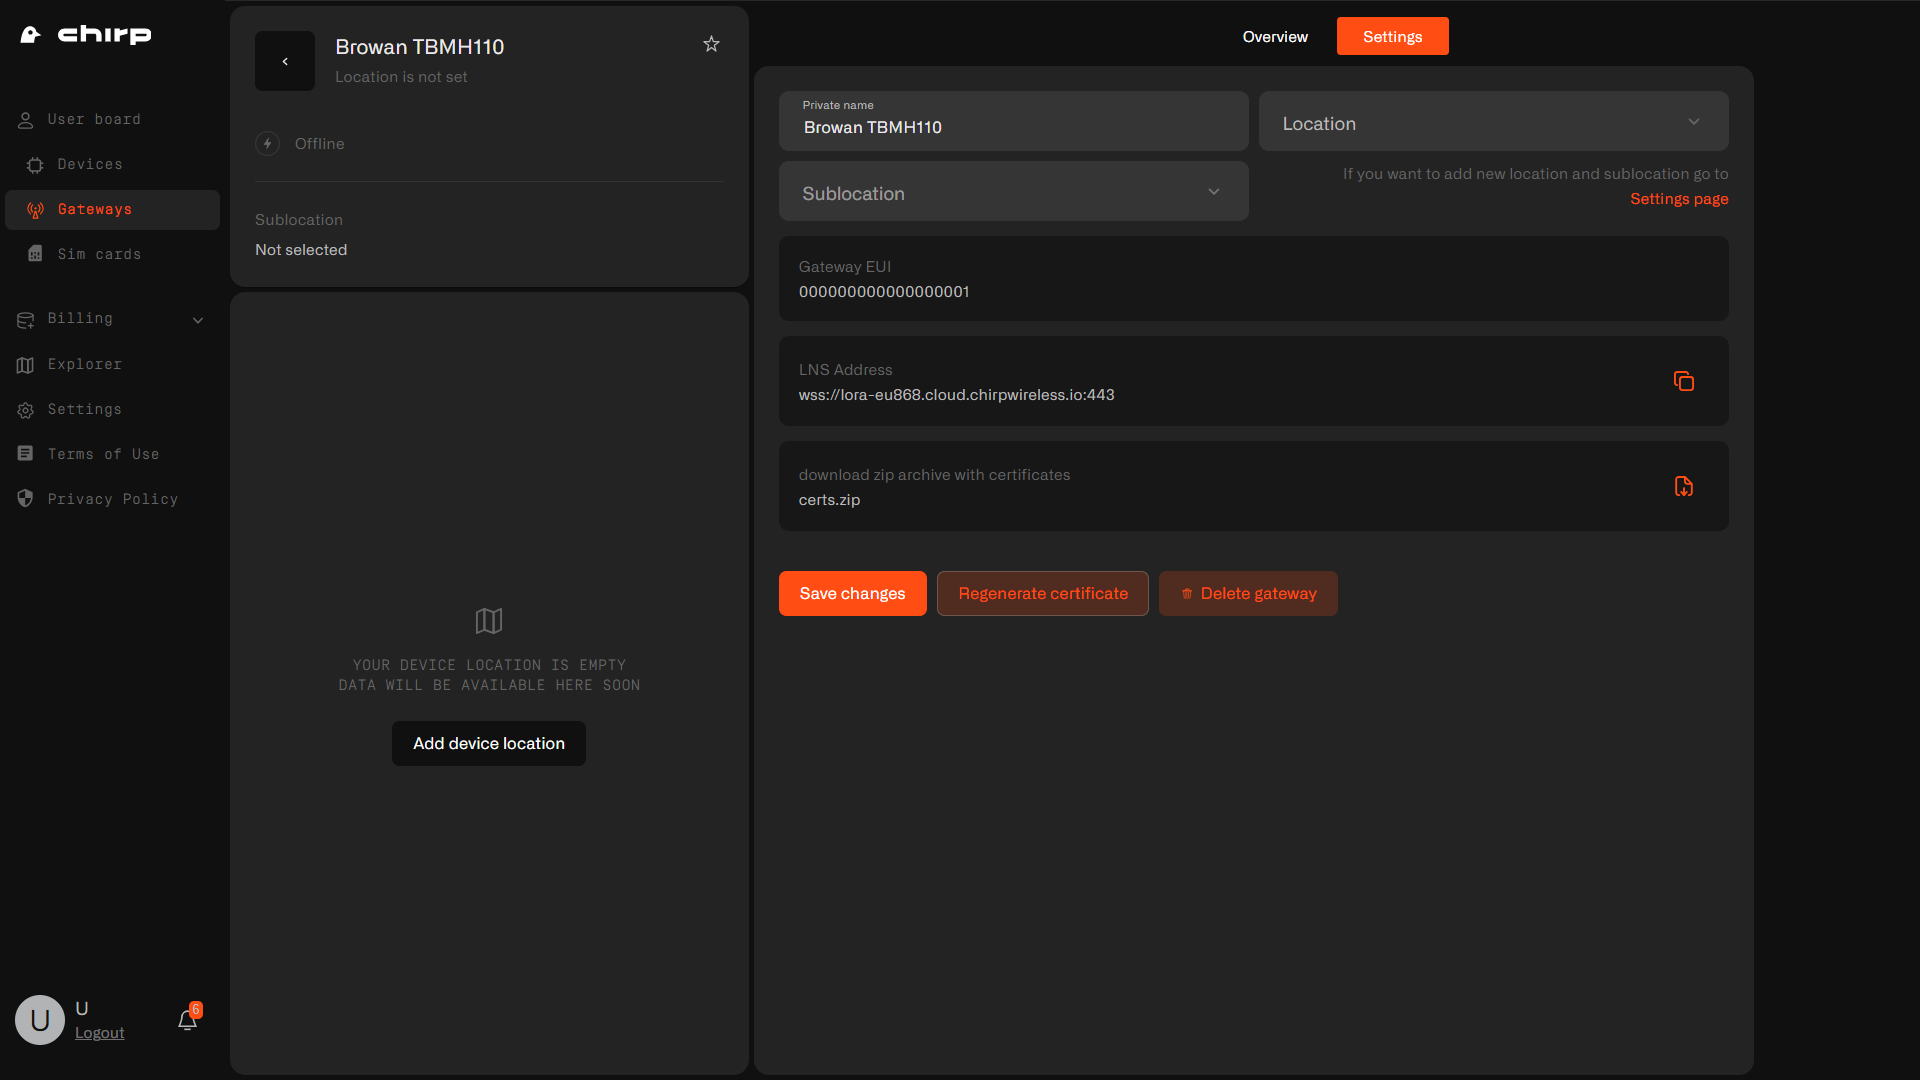 chirp
User board
Devices
Gateways
Sim cards
Billing
Explorer
Settings
Terms of Use
Privacy Policy
U
U
Logout
6
Browan TBMH110
Location is not set
Offline
Sublocation
Not selected
YOUR DEVICE LOCATION IS EMPTY
DATA WILL BE AVAILABLE HERE SOON
Add device location
Overview
Settings
Private name
Browan TBMH110
Location
Sublocation
If you want to add new location and sublocation go to
Settings page
Gateway EUI
000000000000000001
LNS Address
wss://lora-eu868.cloud.chirpwireless.io:443
download zip archive with certificates
certs.zip
Save changes
Regenerate certificate
Delete gateway